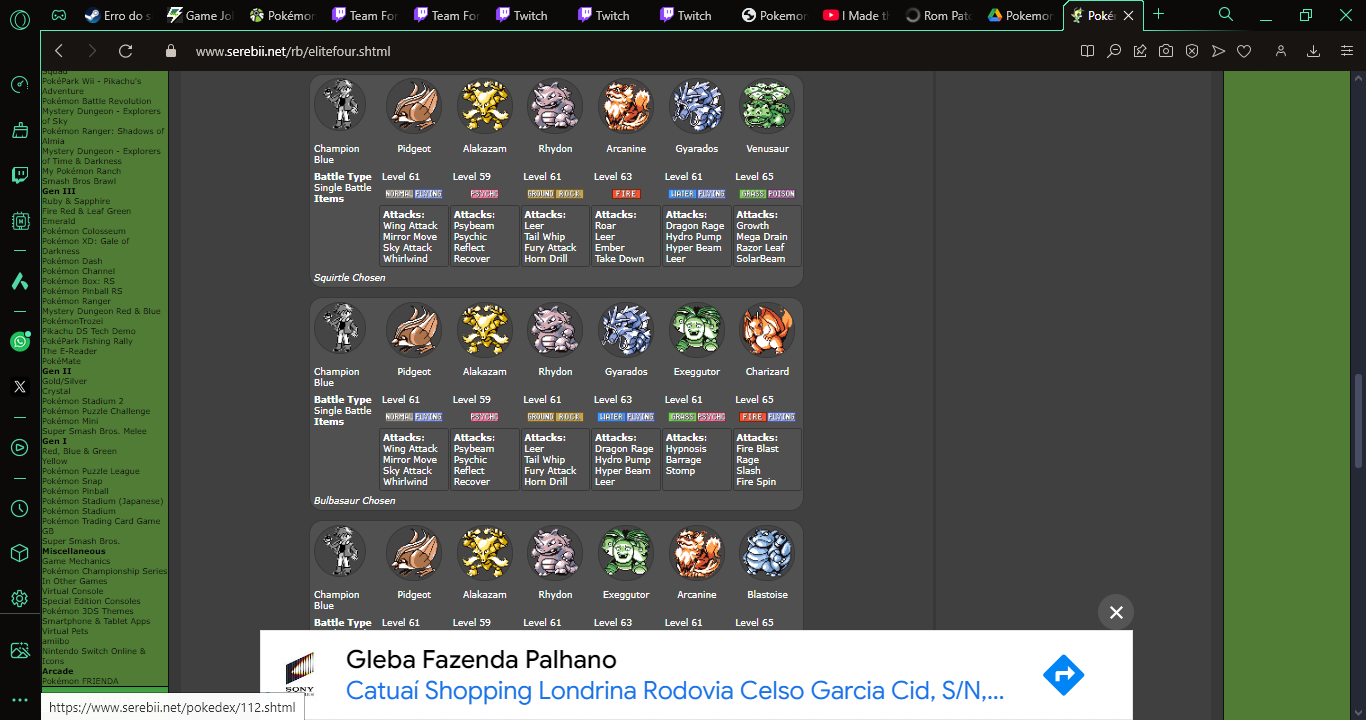 Erro do s
Game Jol
Pokémor
Team For
Team For
Twitch
Twitch
Twitch
Pokemor
I Made th
Rom Patc
Pokemon
Poké
www.serebii.net/rb/elitefour.shtml
Squad
PokéPark Wii - Pikachu's
Adventure
Pokémon Battle Revolution
Mystery Dungeon - Explorers
of Sky
Pokémon Ranger: Shadows of
Almia
Mystery Dungeon - Explorers
of Time & Darkness
My Pokémon Ranch
Smash Bros Brawl
Gen III
Ruby & Sapphire
Fire Red & Leaf Green
Emerald
Pokémon Colosseum
Pokémon XD: Gale of
Darkness
Pokémon Dash
Pokémon Channel
Pokémon Box: RS
Pokémon Pinball RS
Pokémon Ranger
Mystery Dungeon Red & Blue
PokémonTrozei
Pikachu DS Tech Demo
PokéPark Fishing Rally
The E-Reader
PokéMate
Gen II
Gold/Silver
Crystal
Pokémon Stadium 2
Pokémon Puzzle Challenge
Pokémon Mini
Super Smash Bros. Melee
Gen I
Red, Blue & Green
Yellow
Pokémon Puzzle League
Pokémon Snap
Pokémon Pinball
Pokémon Stadium (Japanese)
Pokémon Stadium
Pokémon Trading Card Game
GB
Super Smash Bros.
Miscellaneous
Game Mechanics
Pokémon Championship Series
In Other Games
Virtual Console
Special Edition Consoles
Pokémon 3DS Themes
Smartphone & Tablet Apps
Virtual Pets
amiibo
Nintendo Switch Online &
Icons
Arcade
Pokémon FRIENDA
Champion Blue Pidgeot Alakazam Rhydon Arcanine Gyarados Venusaur
Battle Type Level 61 Level 59 Level 61 Level 63 Level 61 Level 65
Single Battle NORMAL FLYING PSYCHC GROUND ROCK FIRE WATER FLYING GRASS POISON
Items
Attacks: Attacks: Attacks: Attacks: Attacks: Attacks:
Wing Attack Psybeam Leer Roar Dragon Rage Growth
Mirror Move Psychic Tail Whip Leer Hydro Pump Mega Drain
Sky Attack Reflect Fury Attack Ember Hyper Beam Razor Leaf
Whirlwind Recover Horn Drill Take Down Leer SolarBeam
Squirtle Chosen
Champion Blue Pidgeot Alakazam Rhydon Gyarados Exeggutor Charizard
Battle Type Level 61 Level 59 Level 61 Level 63 Level 61 Level 65
Single Battle NORMAL FLYING PSYCHC GROUND ROCK WATER FLYING GRASS PSYCHC FIRE FLYING
Items
Attacks: Attacks: Attacks: Attacks: Attacks: Attacks:
Wing Attack Psybeam Leer Dragon Rage Hypnosis Fire Blast
Mirror Move Psychic Tail Whip Hydro Pump Barrage Rage
Sky Attack Reflect Fury Attack Hyper Beam Stomp Slash
Whirlwind Recover Horn Drill Leer Fire Spin
Bulbasaur Chosen
Champion Blue Pidgeot Alakazam Rhydon Exeggutor Arcanine Blastoise
Battle Type Level 61 Level 59 Level 61 Level 63 Level 61 Level 65
SONY
Gleba Fazenda Palhano
Catuaí Shopping Londrina Rodovia Celso Garcia Cid, S/N,...
https://www.serebii.net/pokedex/112.shtml